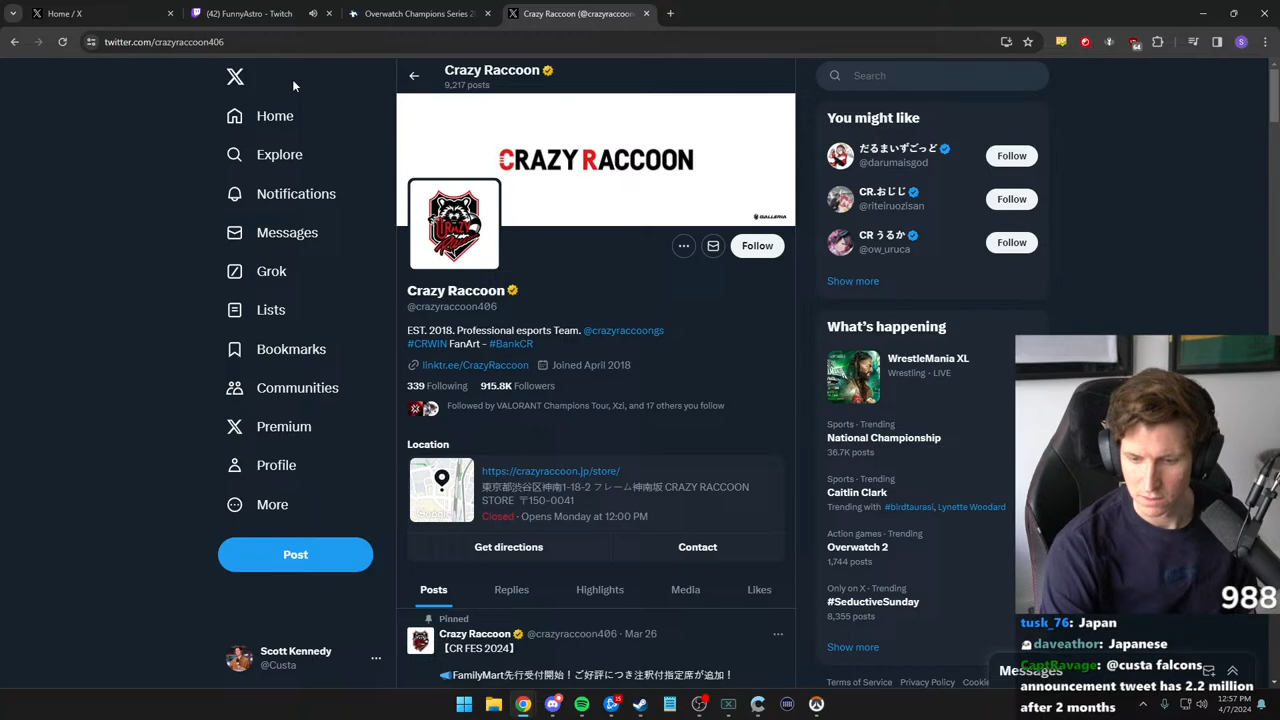 Home / X
(42) FunnyAstro - Twitch
Overwatch Champions Series 2
Crazy Raccoon (@crazyraccoon
twitter.com/crazyraccoon406
Home
Explore
Notifications
Messages
Grok
Lists
Bookmarks
Communities
Premium
Profile
More
Post
Scott Kennedy
@Custa
Crazy Raccoon
9,217 posts
CRAZY RACCOON
GALLERIA
Follow
Crazy Raccoon
@crazyraccoon406
EST. 2018. Professional esports Team. @crazyraccoongs
#CRWIN FanArt - #BankCR
linktr.ee/CrazyRaccoon Joined April 2018
339 Following 915.8K Followers
Followed by VALORANT Champions Tour, Xzi, and 17 others you follow
Location
https://crazyraccoon.jp/store/
東京都渋谷区神南1-18-2 フレーム神南坂 CRAZY RACCOON
STORE 〒150-0041
Closed · Opens Monday at 12:00 PM
Google
Get directions
Contact
Posts
Replies
Highlights
Media
Likes
Pinned
Crazy Raccoon @crazyraccoon406 · Mar 26
【CR FES 2024】
FamilyMart先行受付開始！ご好評につき注釈付指定席が追加！
Search
You might like
だるまいずごっど
@darumaisgod
Follow
CR.おじじ
@riteiruozisan
Follow
CR うるか
@ow_uruca
Follow
Show more
What's happening
WrestleMania XL
Wrestling · LIVE
Sports · Trending
National Championship
36.7K posts
Sports · Trending
Caitlin Clark
Trending with #birdtaurasi, Lynette Woodard
Action games · Trending
Overwatch 2
1,744 posts
Only on X · Trending
#SeductiveSunday
8,355 posts
Show more
Terms of Service Privacy Policy Cookie
Messages
988
tusk_76: Japan
daveathor: Japanese
CaptRavage: @custa falcons
announcement tweet has 2.2 million
after 2 months
12:57 PM
4/7/2024